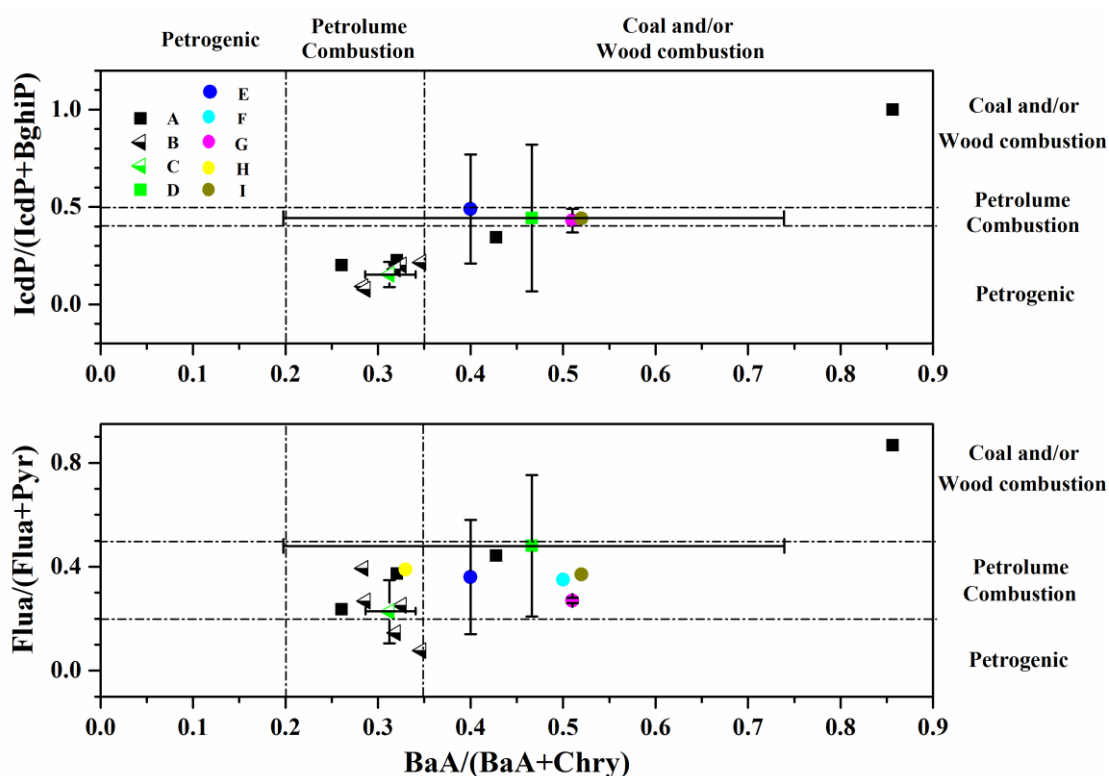 Petrogenic
Petrolume
Combustion
Coal and/or
Wood combustion
IcdP/(IcdP+BghiP)
1.0
0.5
0.0
A
B
C
D
E
F
G
H
I
Coal and/or
Wood combustion
Petrolume
Combustion
Petrogenic
0.0 0.1 0.2 0.3 0.4 0.5 0.6 0.7 0.8 0.9
Flua/(Flua+Pyr)
0.8
0.4
0.0
Coal and/or
Wood combustion
Petrolume
Combustion
Petrogenic
0.0 0.1 0.2 0.3 0.4 0.5 0.6 0.7 0.8 0.9
BaA/(BaA+Chry)